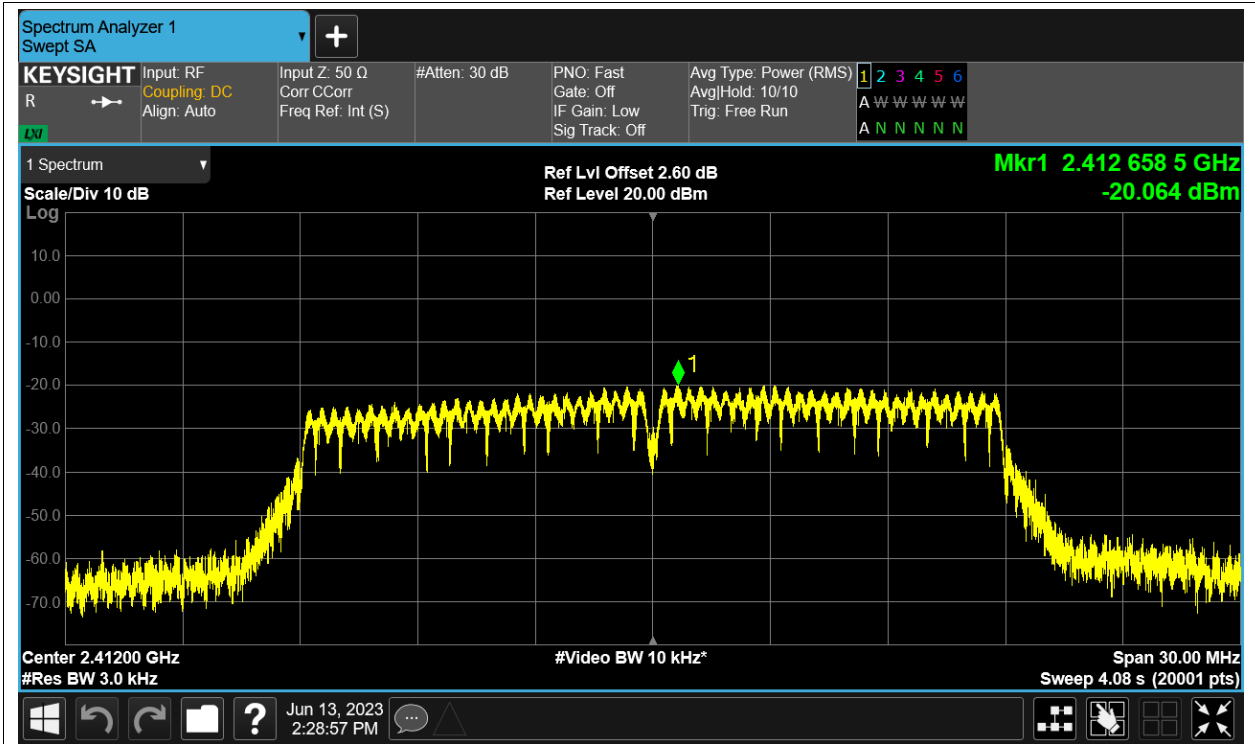 Spectrum Analyzer 1
Swept SA
KEYSIGHT
R
LXI
Input: RF
Coupling: DC
Align: Auto
Input Z: 50 Ω
Corr CCorr
Freq Ref: Int (S)
#Atten: 30 dB
PNO: Fast
Gate: Off
IF Gain: Low
Sig Track: Off
Avg Type: Power (RMS)
Avg|Hold: 10/10
Trig: Free Run
1 2 3 4 5 6
A W W W W W
A N N N N N
1 Spectrum
Scale/Div 10 dB
Ref Lvl Offset 2.60 dB
Ref Level 20.00 dBm
Mkr1 2.412 658 5 GHz
-20.064 dBm
Log
10.0
0.00
-10.0
-20.0
-30.0
-40.0
-50.0
-60.0
-70.0
1
Center 2.41200 GHz
#Res BW 3.0 kHz
#Video BW 10 kHz*
Span 30.00 MHz
Sweep 4.08 s (20001 pts)
?
Jun 13, 2023
2:28:57 PM